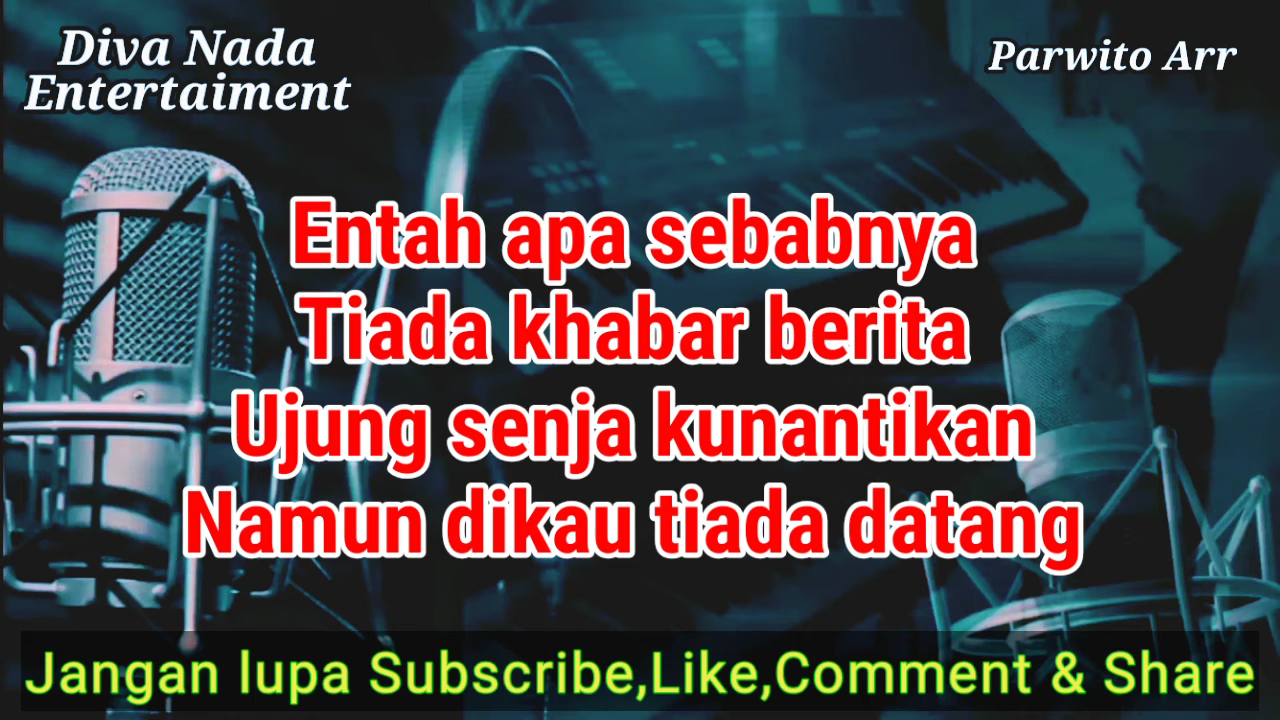 Diva Nada
Entertaiment
Parwito Arr
Entah apa sebabnya
Tiada khabar berita
Ujung senja kunantikan
Namun dikau tiada datang
Jangan lupa Subscribe,Like,Comment & Share